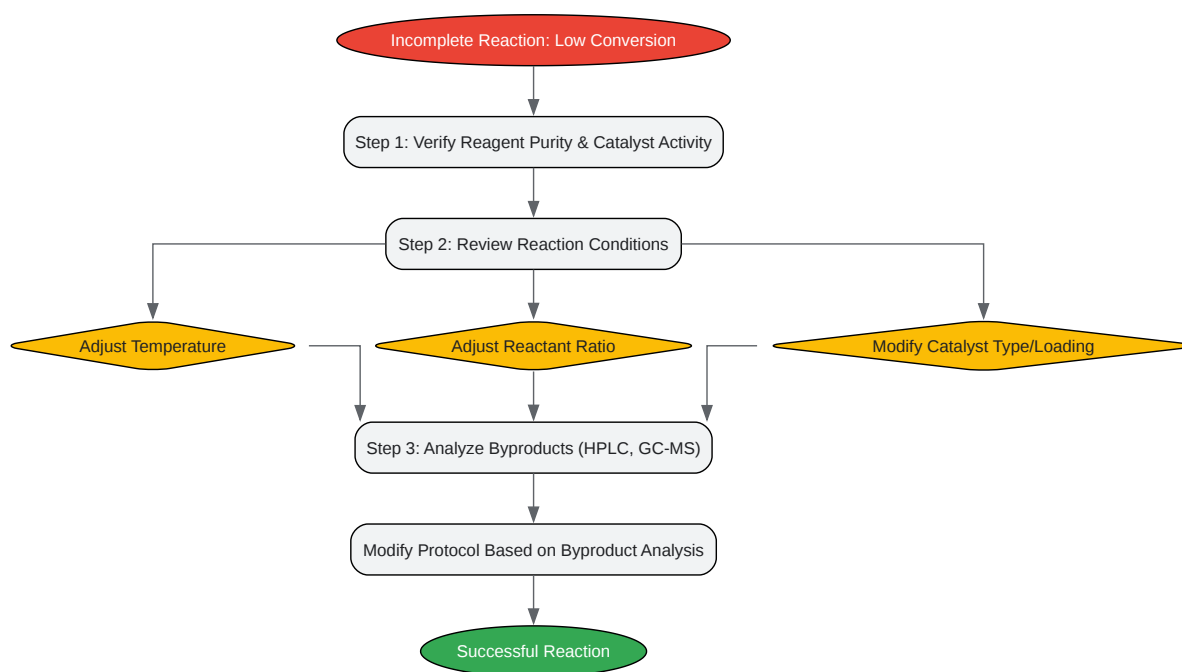 Incomplete Reaction: Low Conversion
Step 1: Verify Reagent Purity & Catalyst Activity
Step 2: Review Reaction Conditions
Adjust Temperature
Adjust Reactant Ratio
Modify Catalyst Type/Loading
Step 3: Analyze Byproducts (HPLC, GC-MS)
Modify Protocol Based on Byproduct Analysis
Successful Reaction